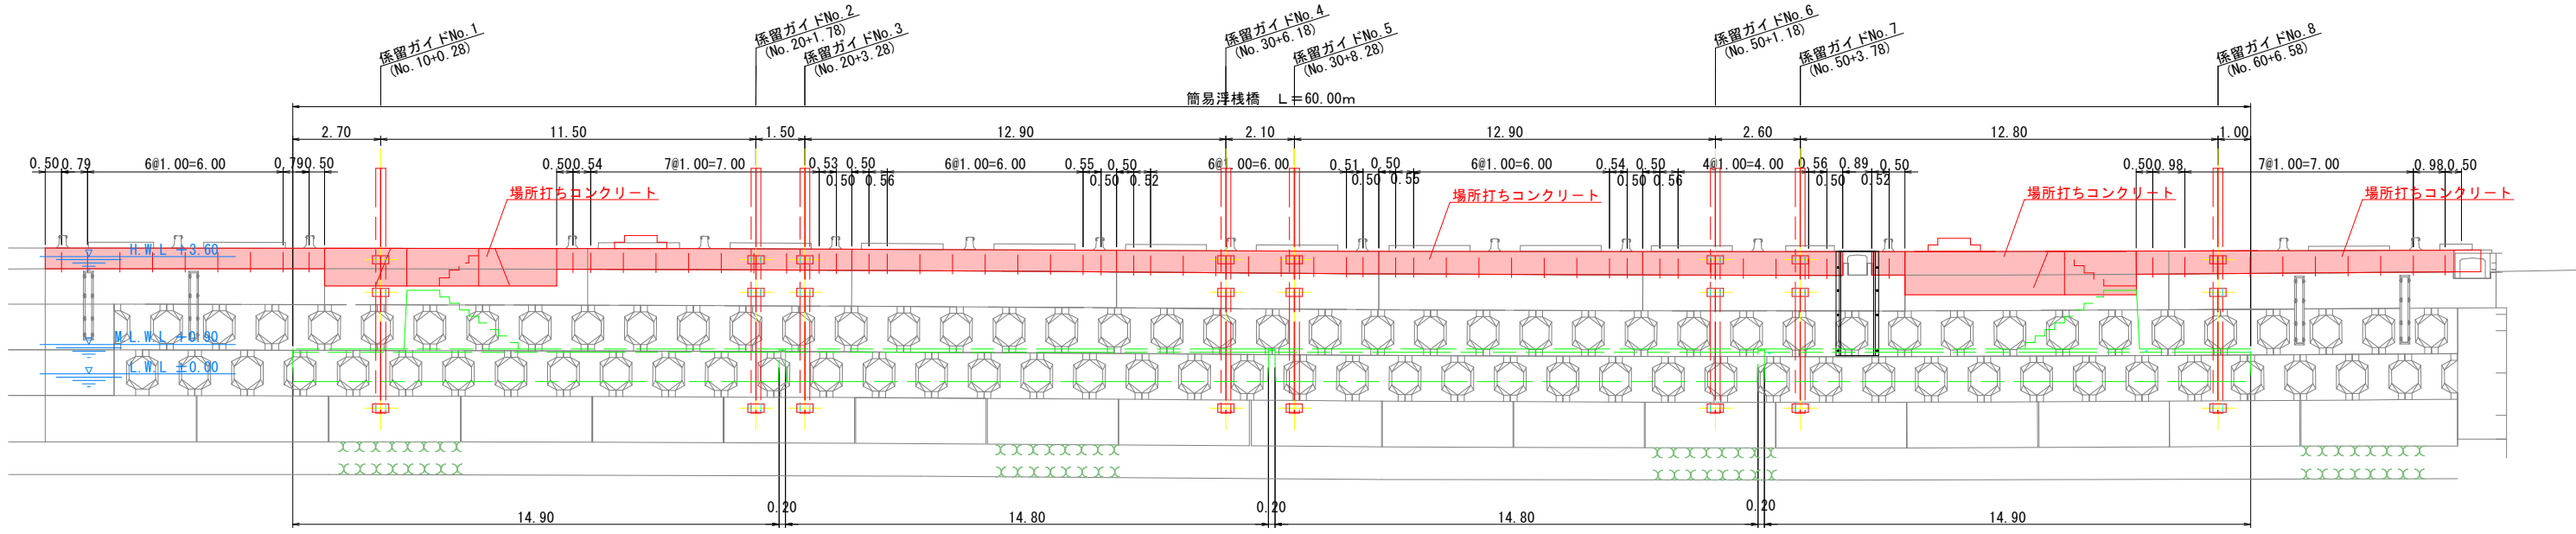 係留ガイドNo.1
(No.10+0.28)
係留ガイドNo.2
(No.20+1.78)
係留ガイドNo.3
(No.20+3.28)
係留ガイドNo.4
(No.30+6.18)
係留ガイドNo.5
(No.30+8.28)
係留ガイドNo.6
(No.50+1.18)
係留ガイドNo.7
(No.50+3.78)
係留ガイドNo.8
(No.60+6.58)
簡易浮桟橋 L=60.00m
2.70 11.50 1.50 12.90 2.10 12.90 2.60 12.80 1.00
0.50 0.79 6@1.00=6.00 0.79 0.50 0.50 0.54 7@1.00=7.00 0.53 0.50 6@1.00=6.00 0.55 0.50 6@1.00=6.00 0.51 0.50 6@1.00=6.00 0.54 0.50 4@1.00=4.00 0.56 0.89 0.50 0.50 0.98 7@1.00=7.00 0.98 0.50
0.50 0.56 0.50 0.52 0.50 0.55 0.50 0.56 0.50 0.52
場所打ちコンクリート
場所打ちコンクリート
場所打ちコンクリート
場所打ちコンクリート
H.W.L +3.60
M.L.W.L +0.90
L.W.L ±0.00
14.90 0.20 14.80 0.20 14.80 0.20 14.90